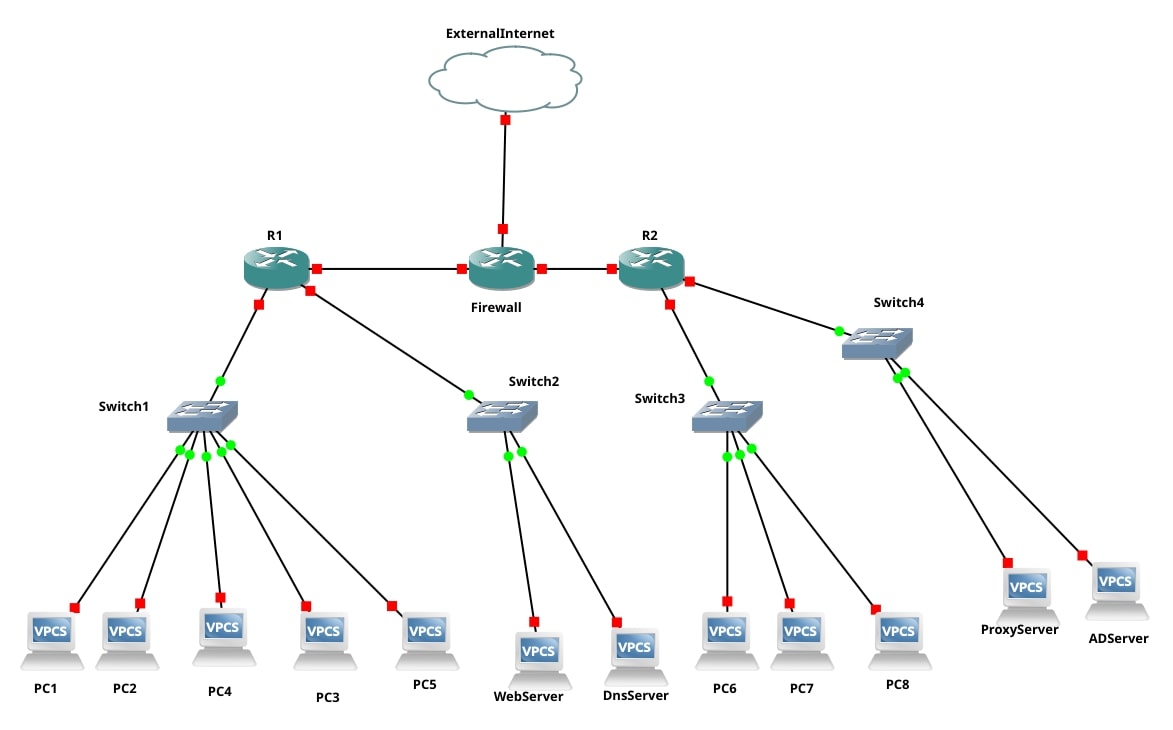 ExternalInternet
R1
R2
Firewall
Switch4
Switch1
Switch2
Switch3
VPCS
VPCS
VPCS
VPCS
VPCS
VPCS
VPCS
VPCS
VPCS
VPCS
VPCS
VPCS
PC1
PC2
PC4
PC3
PC5
WebServer
DnsServer
PC6
PC7
PC8
ProxyServer
ADServer